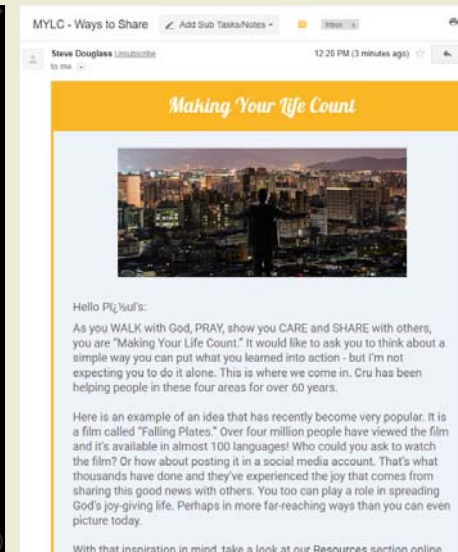 MYLC - Ways to Share
Add Sub Tasks/Notes
Inbox x
Steve Douglass Unsubscribe
12:20 PM (3 minutes ago)
to me
Making Your Life Count
Hello Pï¿½ul's:
As you WALK with God, PRAY, show you CARE and SHARE with others,
you are "Making Your Life Count." It would like to ask you to think about a
simple way you can put what you learned into action - but I'm not
expecting you to do it alone. This is where we come in. Cru has been
helping people in these four areas for over 60 years.
Here is an example of an idea that has recently become very popular. It is
a film called "Falling Plates." Over four million people have viewed the film
and it's available in almost 100 languages! Who could you ask to watch
the film? Or how about posting it in a social media account. That's what
thousands have done and they've experienced the joy that comes from
sharing this good news with others. You too can play a role in spreading
God's joy-giving life. Perhaps in more far-reaching ways than you can even
picture today.
With that inspiration in mind, take a look at our Resources section online